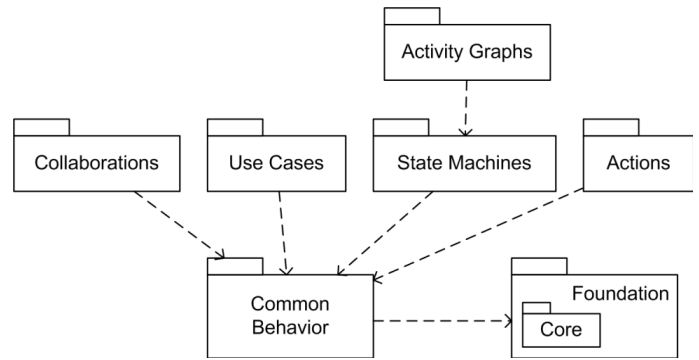 Activity Graphs
Collaborations
Use Cases
State Machines
Actions
Common
Behavior
Foundation
Core